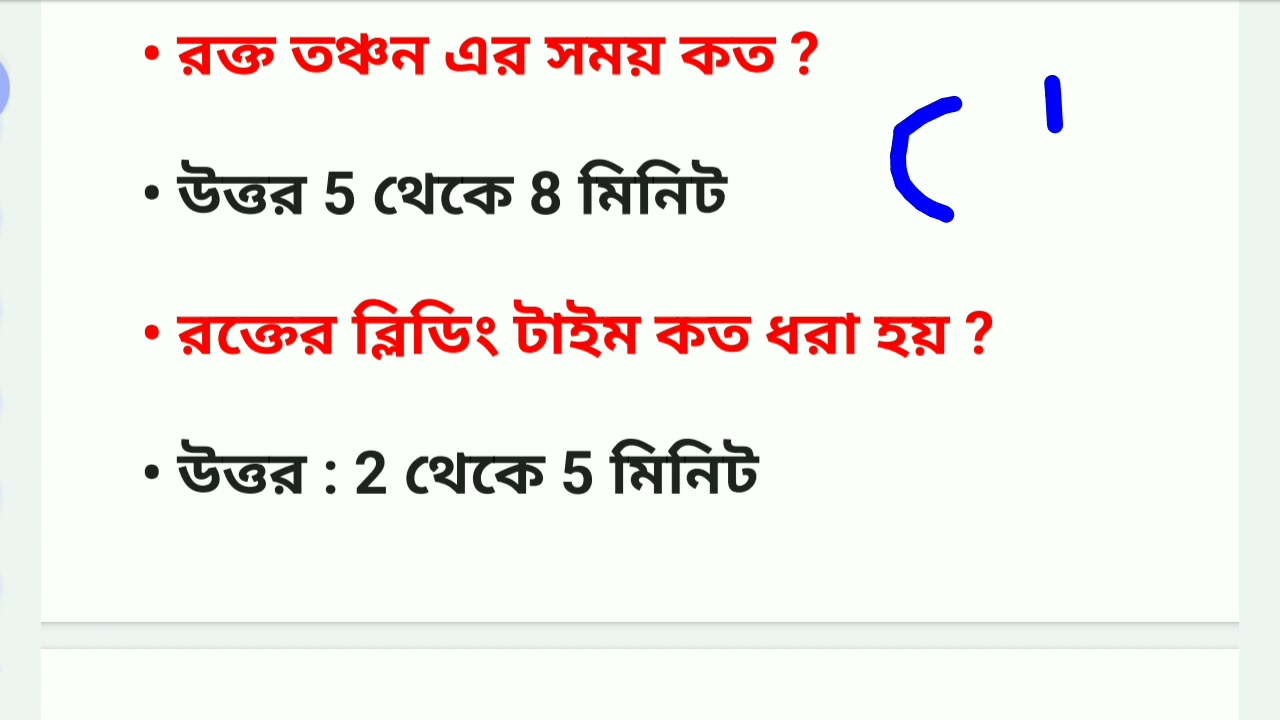 • রক্ত তঞ্চন এর সময় কত ?
• উত্তর 5 থেকে 8 মিনিট
• রক্তের ব্লিডিং টাইম কত ধরা হয় ?
• উত্তর : 2 থেকে 5 মিনিট